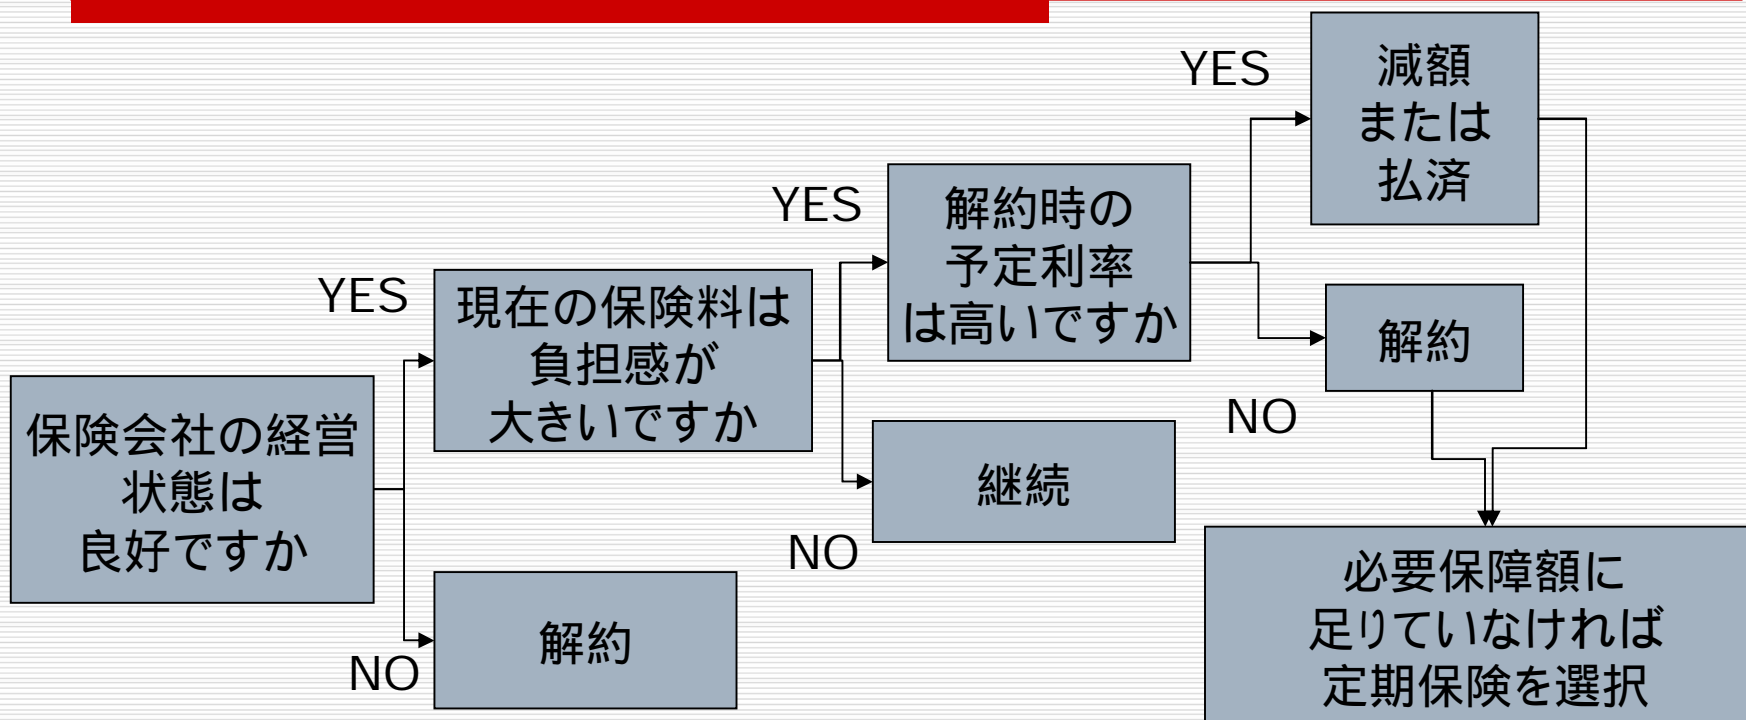 保険会社の経営
状態は
良好ですか
YES
現在の保険料は
負担感が
大きいですか
NO
解約
YES
解約時の
予定利率
は高いですか
NO
継続
YES
減額
または
払済
NO
解約
必要保障額に
足りていなければ
定期保険を選択